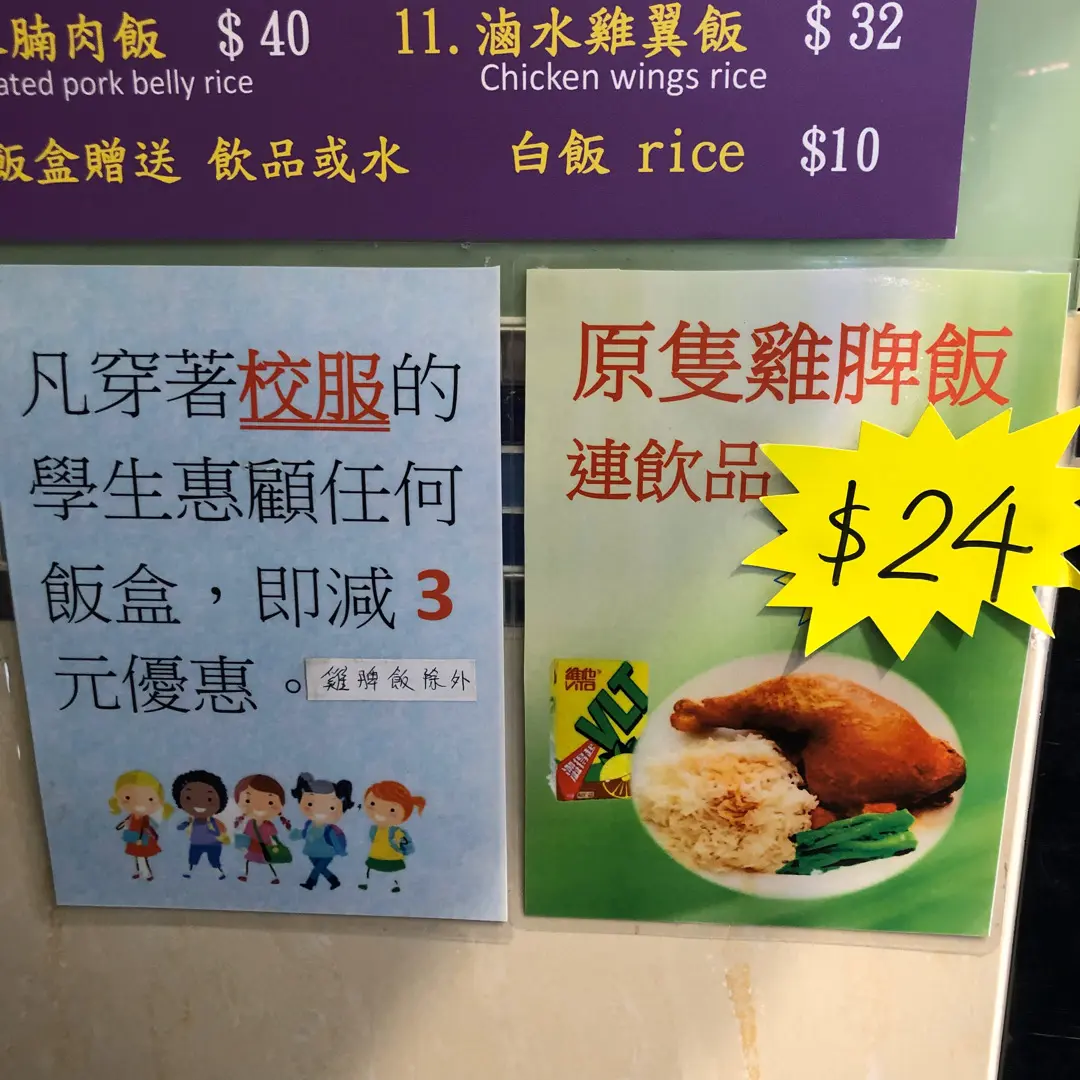 腩肉飯 $40
ated pork belly rice
11. 滷水雞翼飯 $32
Chicken wings rice
飯盒贈送 飲品或水
白飯 rice $10
凡穿著校服的
學生惠顧任何
飯盒，即減 3
元優惠。
雞脾飯除外
原隻雞脾飯
連飲品
$24
維他
VITA
VLT